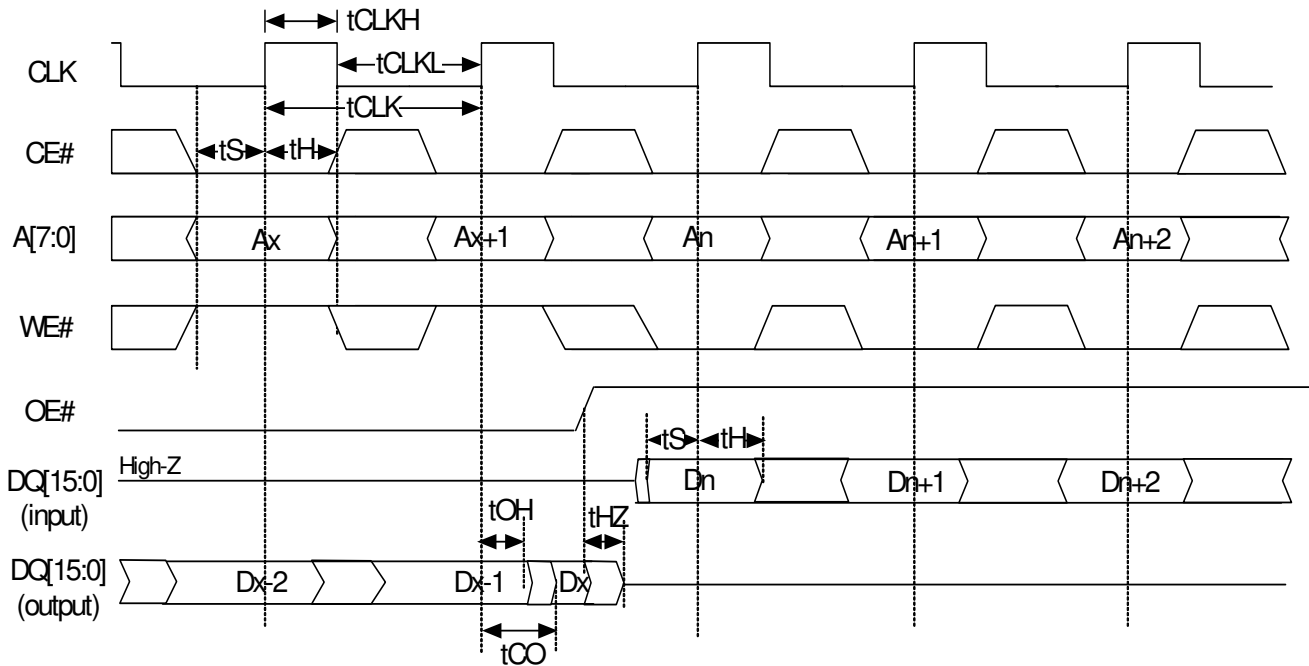 tCLKH
CLK
tCLKL
tCLK
CE#
tS
tH
A[7:0]
Ax
Ax+1
An
An+1
An+2
WE#
OE#
tS
tH
High-Z
DQ[15:0]
(input)
Dn
Dn+1
Dn+2
tOH
tHZ
DQ[15:0]
(output)
Dx-2
Dx-1
Dx
tCO